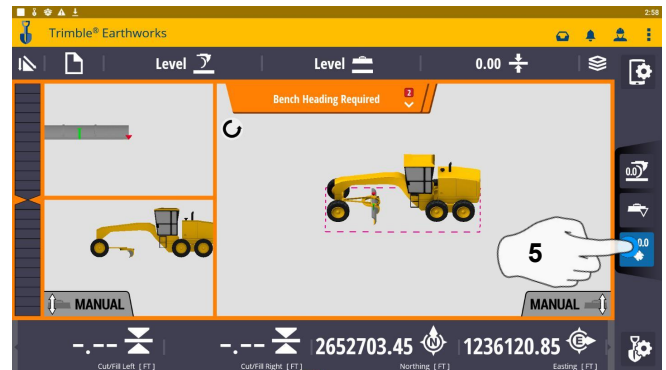 2:58
Trimble® Earthworks
Level
Level
0.00
Bench Heading Required
2
0.0
0.0
5
MANUAL
MANUAL
-.--
-.--
2652703.45
N
1236120.85
E
Cut/Fill Left [FT]
Cut/Fill Right [FT]
Northing [FT]
Easting [FT]